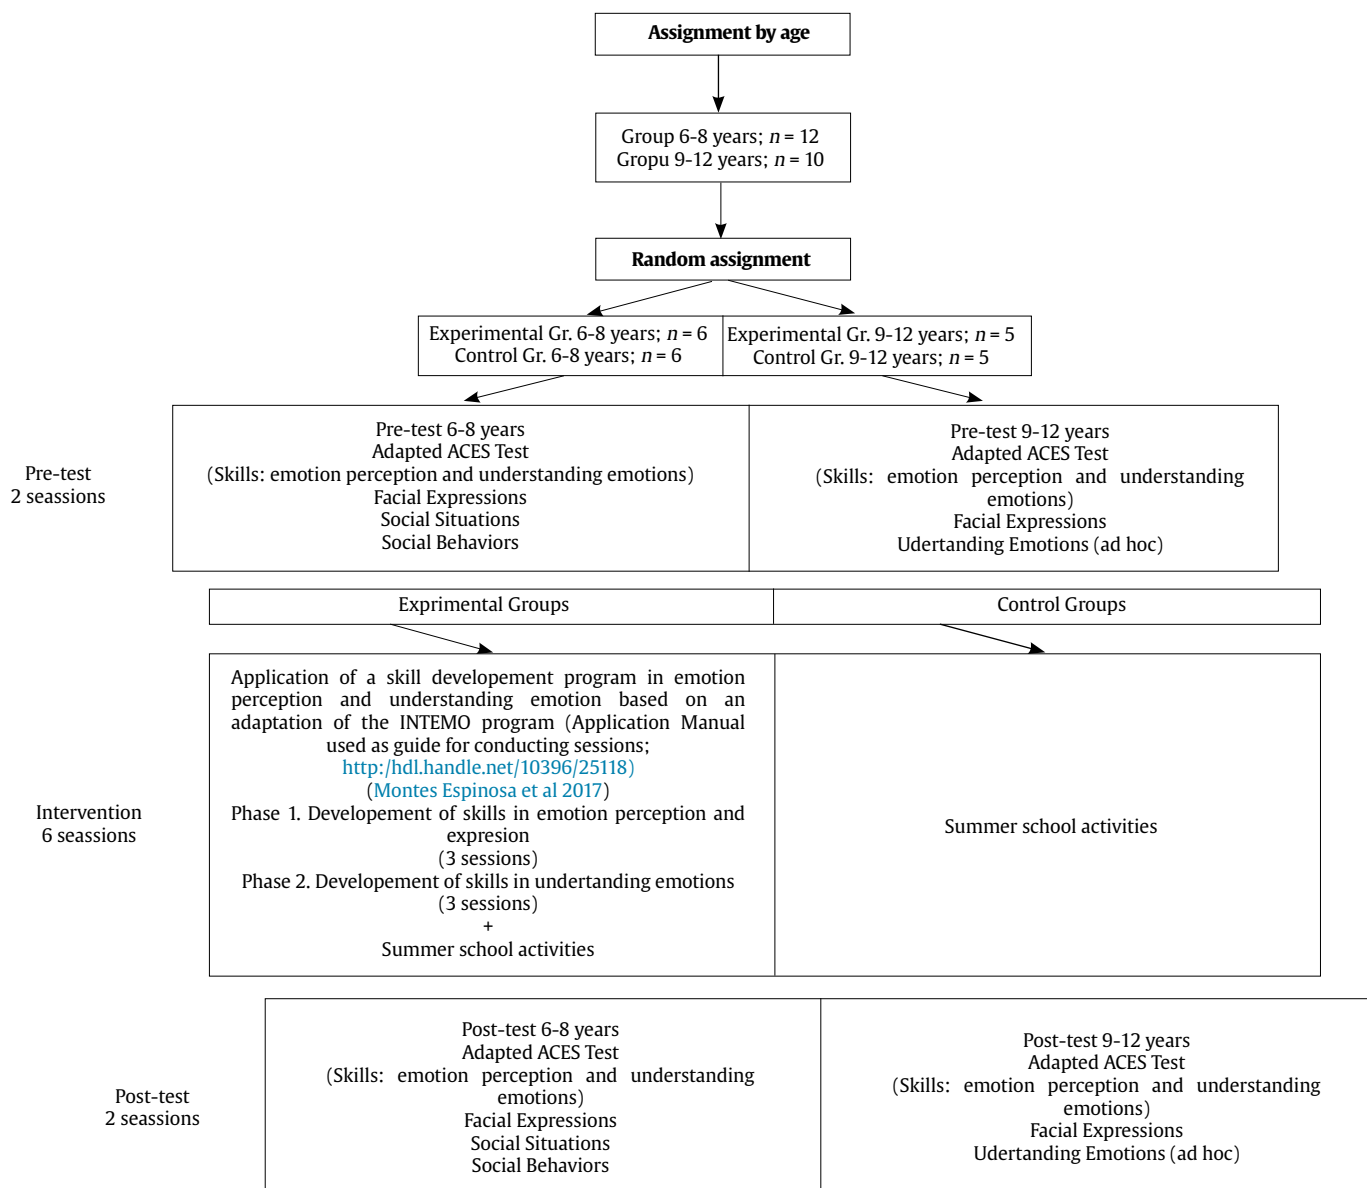 Assignment by age
Group 6-8 years; n = 12
Gropu 9-12 years; n = 10
Random assignment
Experimental Gr. 6-8 years; n = 6
Control Gr. 6-8 years; n = 6
Experimental Gr. 9-12 years; n = 5
Control Gr. 9-12 years; n = 5
Pre-test
2 seassions
Pre-test 6-8 years
Adapted ACES Test
(Skills: emotion perception and understanding emotions)
Facial Expressions
Social Situations
Social Behaviors
Pre-test 9-12 years
Adapted ACES Test
(Skills: emotion perception and understanding
emotions)
Facial Expressions
Udertanding Emotions (ad hoc)
Exprimental Groups
Control Groups
Intervention
6 seassions
Application of a skill developement program in emotion
perception and understanding emotion based on an
adaptation of the INTEMO program (Application Manual
used as guide for conducting sessions;
http:/hdl.handle.net/10396/25118)
(Montes Espinosa et al 2017)
Phase 1. Developement of skills in emotion perception and
expresion
(3 sessions)
Phase 2. Developement of skills in undertanding emotions
(3 sessions)
+
Summer school activities
Summer school activities
Post-test
2 seassions
Post-test 6-8 years
Adapted ACES Test
(Skills: emotion perception and understanding
emotions)
Facial Expressions
Social Situations
Social Behaviors
Post-test 9-12 years
Adapted ACES Test
(Skills: emotion perception and understanding
emotions)
Facial Expressions
Udertanding Emotions (ad hoc)